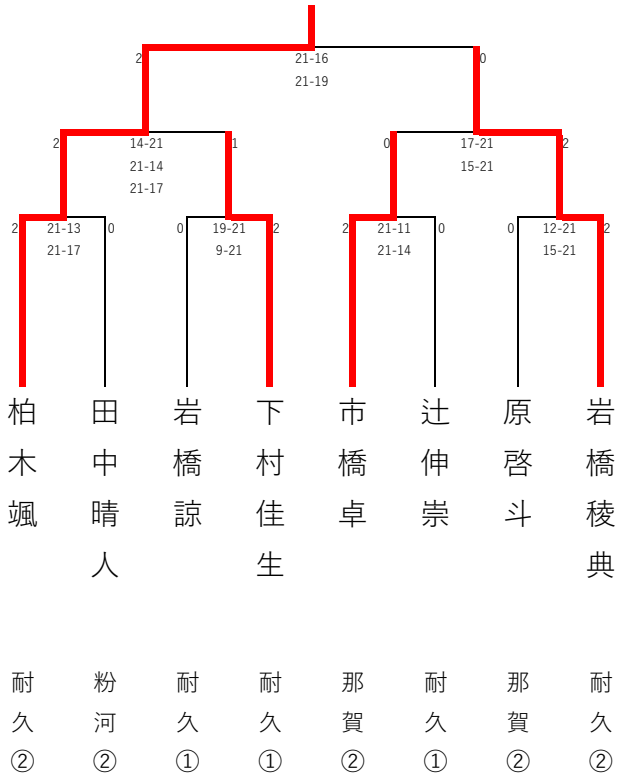 2 21-16 0
21-19
2 14-21 1 0 17-21 2
21-14 15-21
21-17
2 21-13 0 0 19-21 2 2 21-11 0 0 12-21 2
21-17 9-21 21-14 15-21
柏木颯
田中晴人
岩橋諒
下村佳生
市橋卓
辻伸崇
原啓斗
岩橋稜典
耐久②
粉河②
耐久①
耐久①
那賀②
耐久①
那賀②
耐久②